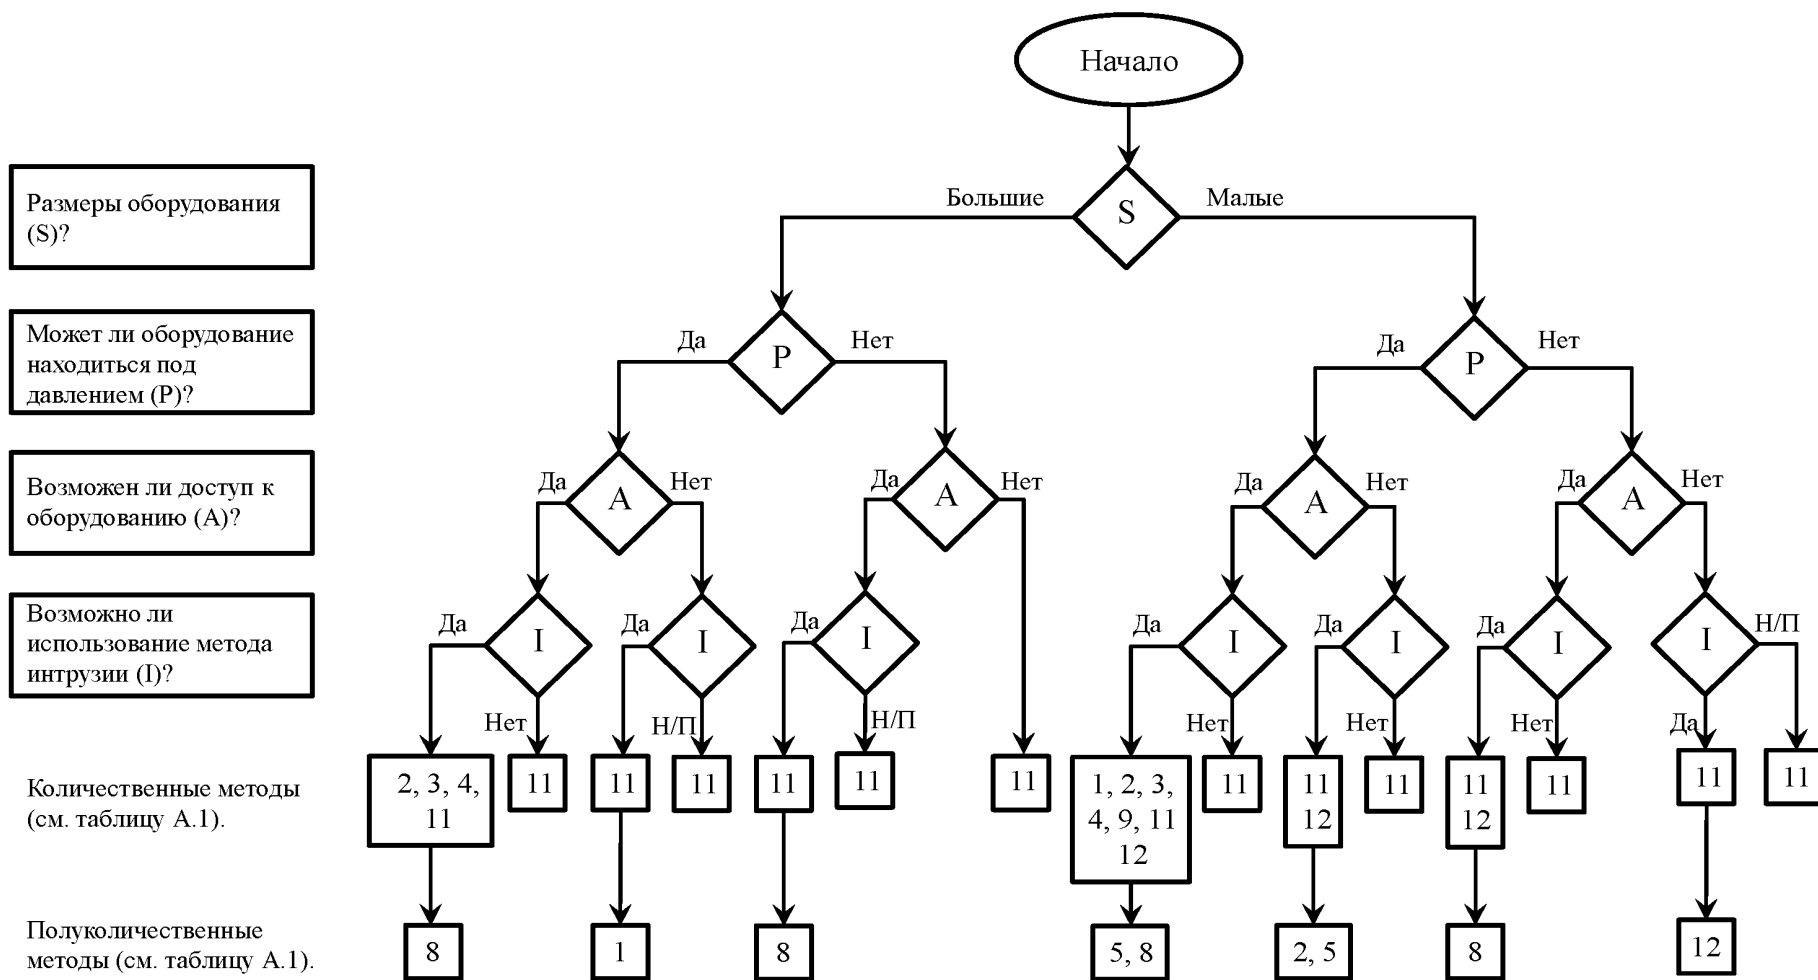 Начало
Размеры оборудования
(S)?
Большие
S
Малые
Может ли оборудование
находиться под
давлением (P)?
Да
P
Нет
Да
P
Нет
Возможен ли доступ к
оборудованию (A)?
Да
A
Нет
Да
A
Нет
Да
A
Нет
Да
A
Нет
Возможно ли
использование метода
интрузии (I)?
Да
I
Нет
Да
I
Н/П
Да
I
Н/П
Да
I
Нет
Да
I
Нет
Да
I
Нет
I
Н/П
Да
Количественные методы
(см. таблицу А.1).
2, 3, 4,
11
11
11
11
11
11
11
1, 2, 3,
4, 9, 11
12
11
11
12
11
11
12
11
11
11
Полуколичественные
методы (см. таблицу А.1).
8
1
8
5, 8
2, 5
8
12